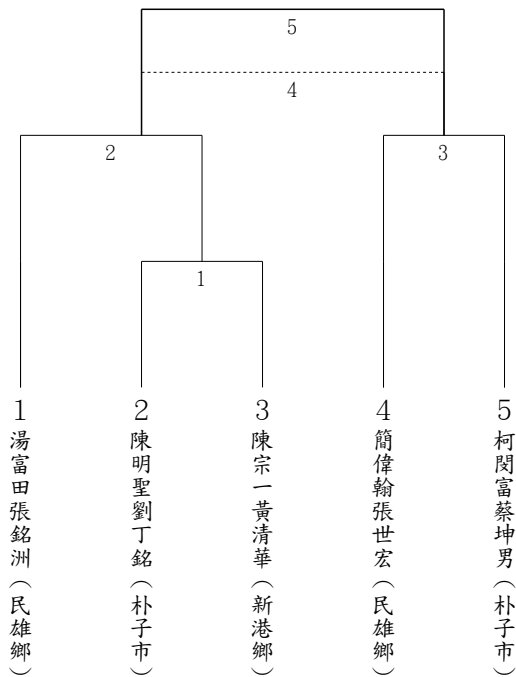 5
4
2
3
1
1 湯富田張銘洲(民雄鄉)
2 陳明聖劉丁銘(朴子市)
3 陳宗一黃清華(新港鄉)
4 簡偉翰張世宏(民雄鄉)
5 柯閔富蔡坤男(朴子市)